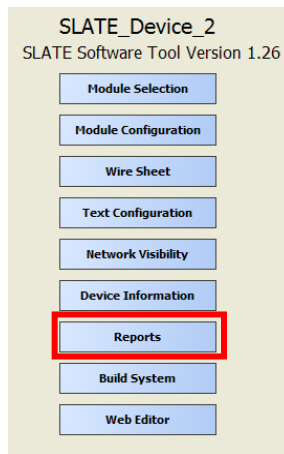 SLATE_Device_2
SLATE Software Tool Version 1.26
Module Selection
Module Configuration
Wire Sheet
Text Configuration
Network Visibility
Device Information
Reports
Build System
Web Editor